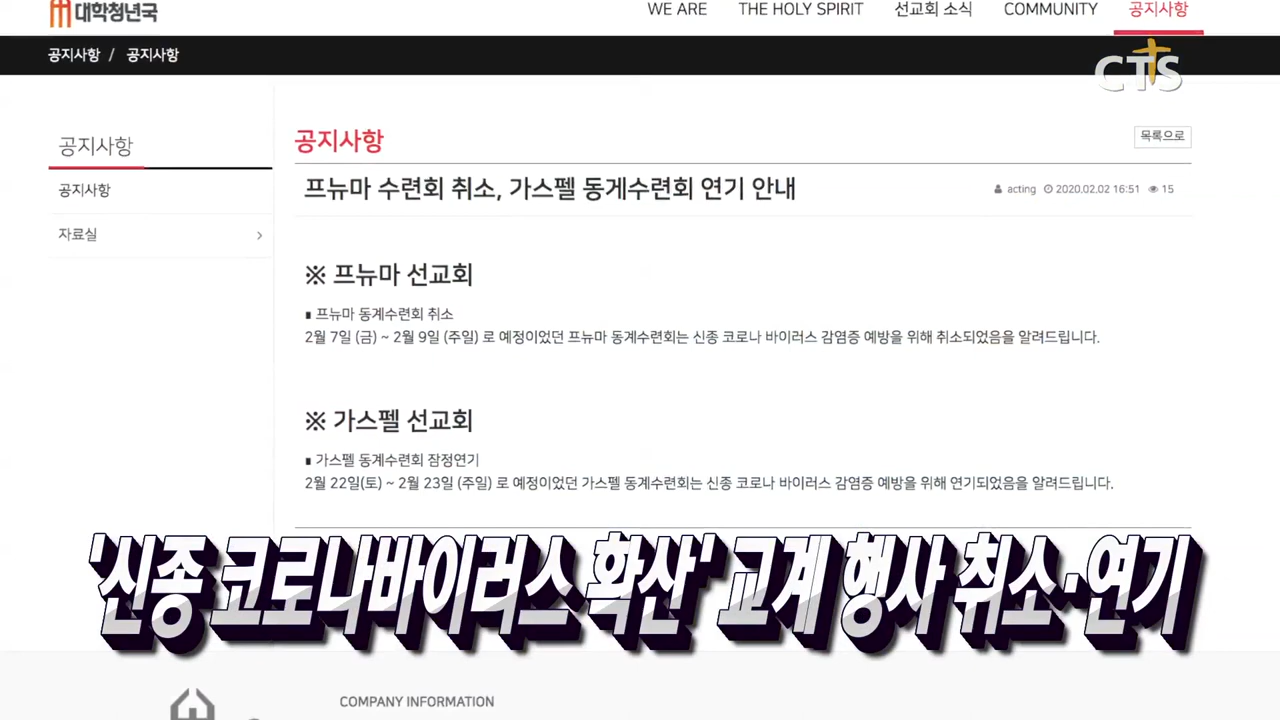 대학청년국
WE ARE THE HOLY SPIRIT 선교회 소식 COMMUNITY 공지사항
공지사항 / 공지사항
CTS
공지사항
공지사항
자료실
공지사항
목록으로
프뉴마 수련회 취소, 가스펠 동게수련회 연기 안내
acting 2020.02.02 16:51 15
※ 프뉴마 선교회
∎ 프뉴마 동계수련회 취소
2월 7일 (금) ~ 2월 9일 (주일) 로 예정이었던 프뉴마 동계수련회는 신종 코로나 바이러스 감염증 예방을 위해 취소되었음을 알려드립니다.
※ 가스펠 선교회
∎ 가스펠 동계수련회 잠정연기
2월 22일(토) ~ 2월 23일 (주일) 로 예정이었던 가스펠 동계수련회는 신종 코로나 바이러스 감염증 예방을 위해 연기되었음을 알려드립니다.
'신종 코로나바이러스 확산' 교계 행사 취소·연기
COMPANY INFORMATION